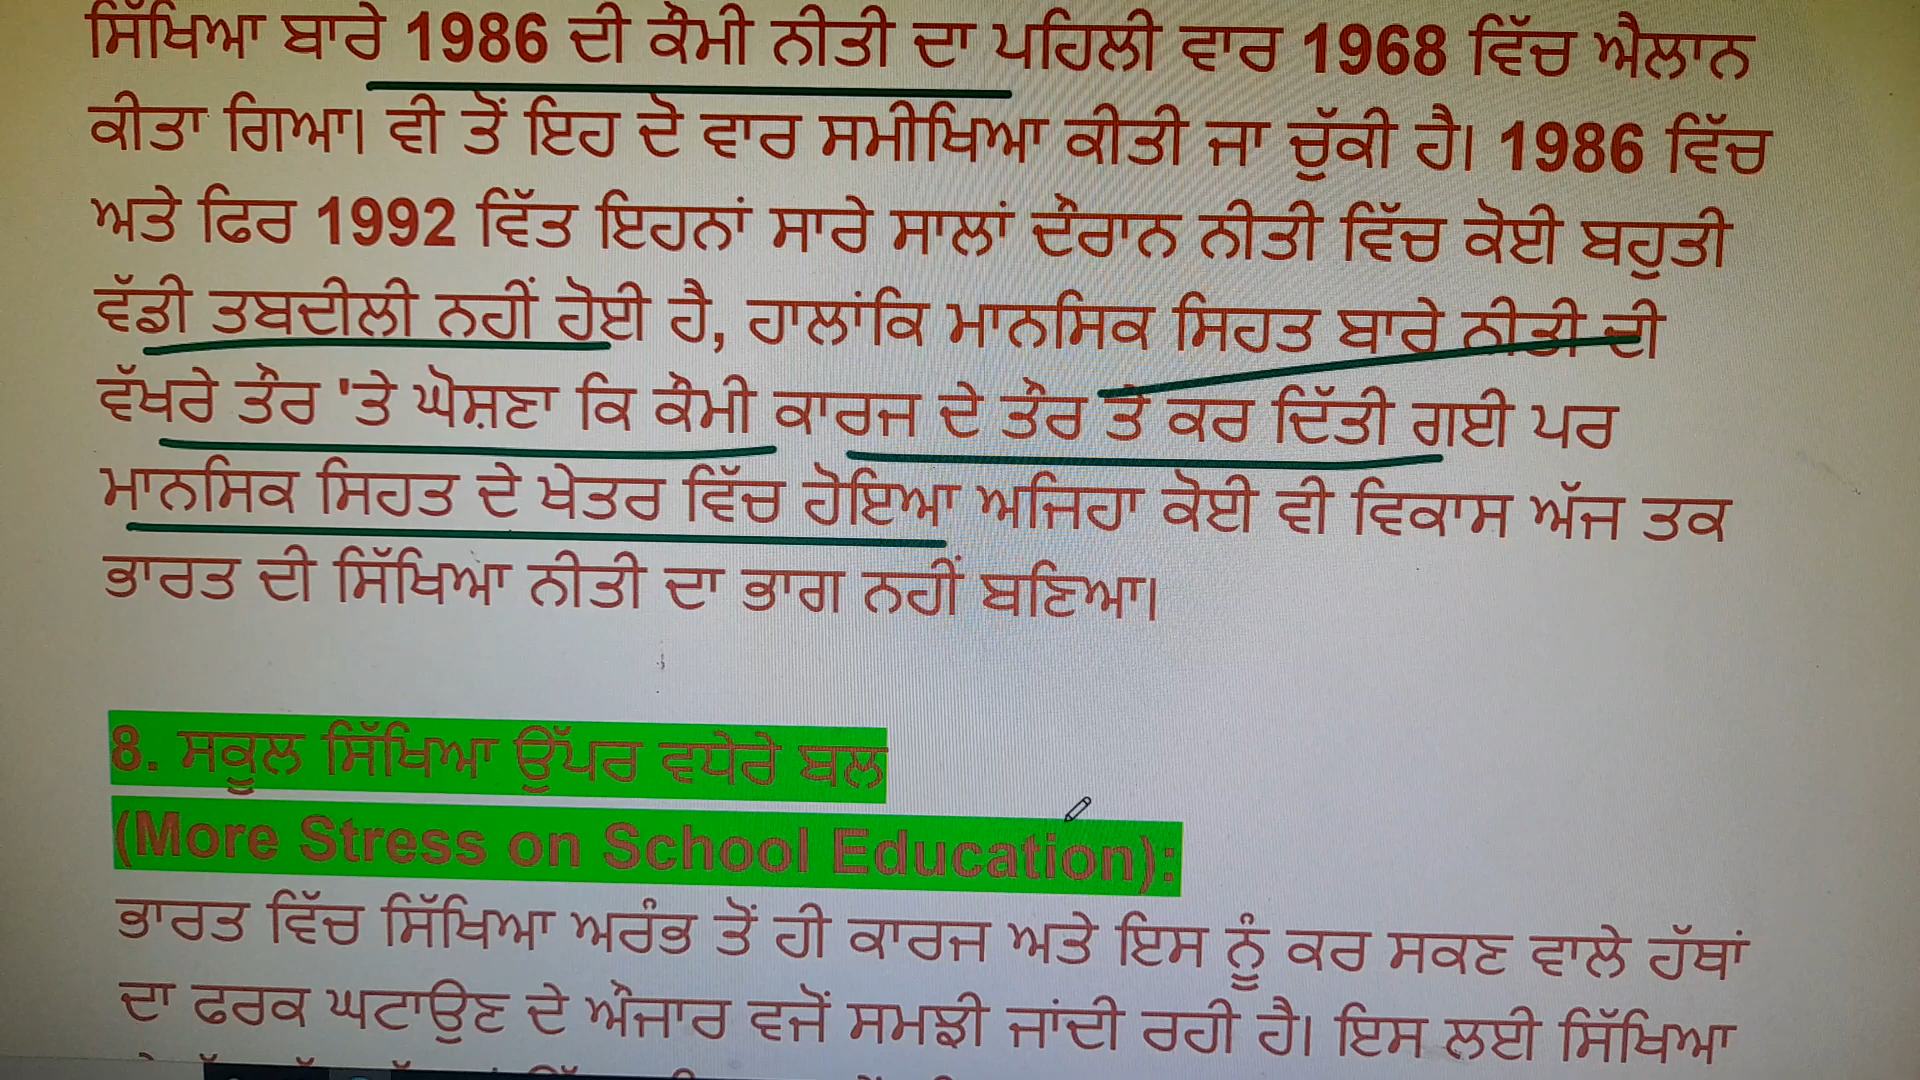 ਸਿੱਖਿਆ ਬਾਰੇ 1986 ਦੀ ਕੌਮੀ ਨੀਤੀ ਦਾ ਪਹਿਲੀ ਵਾਰ 1968 ਵਿੱਚ ਐਲਾਨ
ਕੀਤਾ ਗਿਆ। ਵੀ ਤੋਂ ਇਹ ਦੋ ਵਾਰ ਸਮੀਖਿਆ ਕੀਤੀ ਜਾ ਚੁੱਕੀ ਹੈ। 1986 ਵਿੱਚ
ਅਤੇ ਫਿਰ 1992 ਵਿੱਤ ਇਹਨਾਂ ਸਾਰੇ ਸਾਲਾਂ ਦੌਰਾਨ ਨੀਤੀ ਵਿੱਚ ਕੋਈ ਬਹੁਤੀ
ਵੱਡੀ ਤਬਦੀਲੀ ਨਹੀਂ ਹੋਈ ਹੈ, ਹਾਲਾਂਕਿ ਮਾਨਸਿਕ ਸਿਹਤ ਬਾਰੇ ਨੀਤੀ ਦੀ
ਵੱਖਰੇ ਤੌਰ 'ਤੇ ਘੋਸ਼ਣਾ ਕਿ ਕੌਮੀ ਕਾਰਜ ਦੇ ਤੌਰ ਤੇ ਕਰ ਦਿੱਤੀ ਗਈ ਪਰ
ਮਾਨਸਿਕ ਸਿਹਤ ਦੇ ਖੇਤਰ ਵਿੱਚ ਹੋਇਆ ਅਜਿਹਾ ਕੋਈ ਵੀ ਵਿਕਾਸ ਅੱਜ ਤਕ
ਭਾਰਤ ਦੀ ਸਿੱਖਿਆ ਨੀਤੀ ਦਾ ਭਾਗ ਨਹੀਂ ਬਣਿਆ।
8. ਸਕੂਲ ਸਿੱਖਿਆ ਉੱਪਰ ਵਧੇਰੇ ਬਲ
(More Stress on School Education):
ਭਾਰਤ ਵਿੱਚ ਸਿੱਖਿਆ ਅਰੰਭ ਤੋਂ ਹੀ ਕਾਰਜ ਅਤੇ ਇਸ ਨੂੰ ਕਰ ਸਕਣ ਵਾਲੇ ਹੱਥਾਂ
ਦਾ ਫਰਕ ਘਟਾਉਣ ਦੇ ਔਜਾਰ ਵਜੋਂ ਸਮਝੀ ਜਾਂਦੀ ਰਹੀ ਹੈ। ਇਸ ਲਈ ਸਿੱਖਿਆ